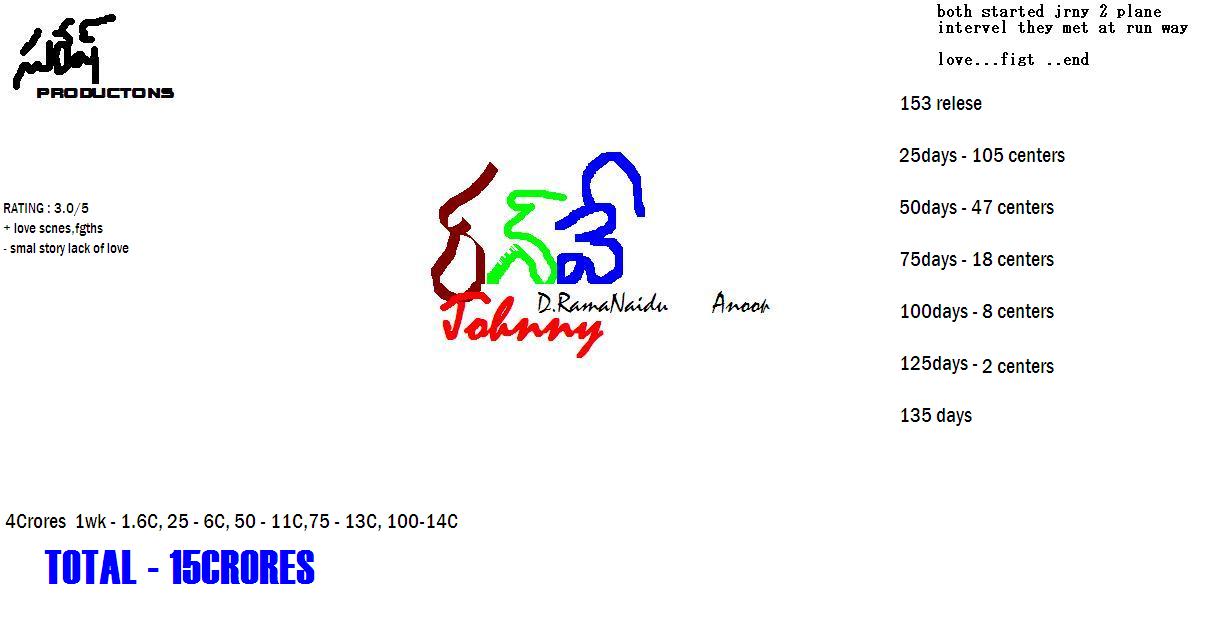 సురేష్
PRODUCTONS
both started jrny 2 plane
intervel they met at run way
love...figt ..end
RATING : 3.0/5
+ love scnes,fgths
- smal story lack of love
రన్ వే
Johnny
D.RamaNaidu Anoop
153 relese
25days - 105 centers
50days - 47 centers
75days - 18 centers
100days - 8 centers
125days - 2 centers
135 days
4Crores 1wk - 1.6C, 25 - 6C, 50 - 11C,75 - 13C, 100-14C
TOTAL - 15CRORES